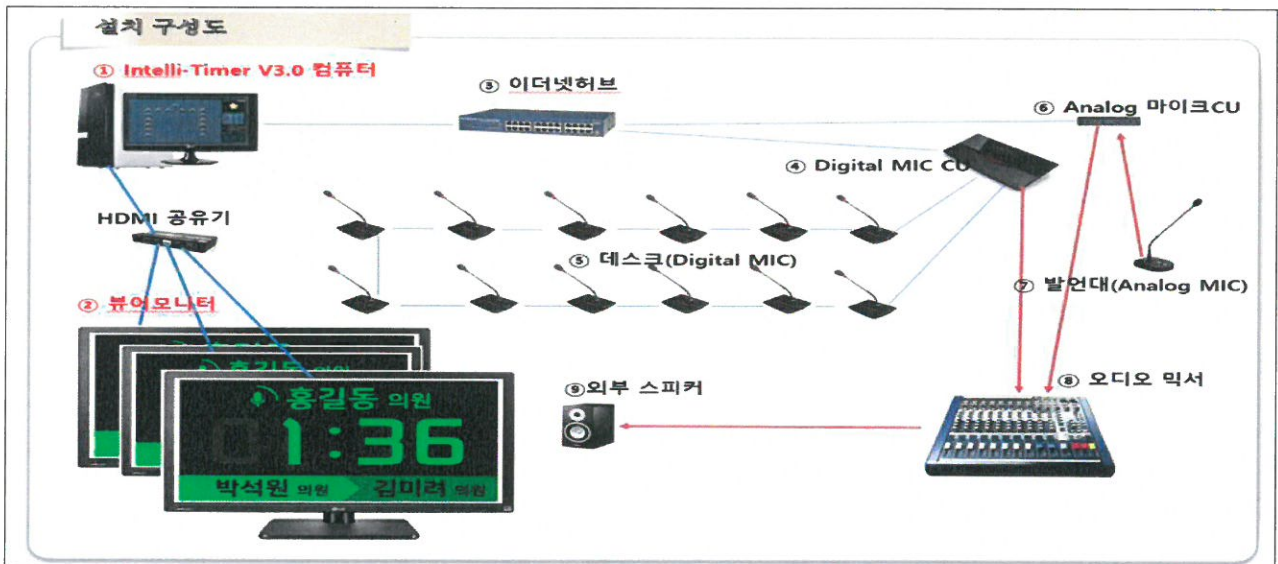 설치 구성도
① Intelli-Timer V3.0 컴퓨터
③ 이더넷허브
⑥ Analog 마이크CU
④ Digital MIC CU
HDMI 공유기
⑤ 데스크(Digital MIC)
⑦ 발언대(Analog MIC)
② 뷰어모니터
홍길동
홍길동 의원
1:36
박석원 의원 김미려 의원
⑨외부 스피커
⑧ 오디오 믹서